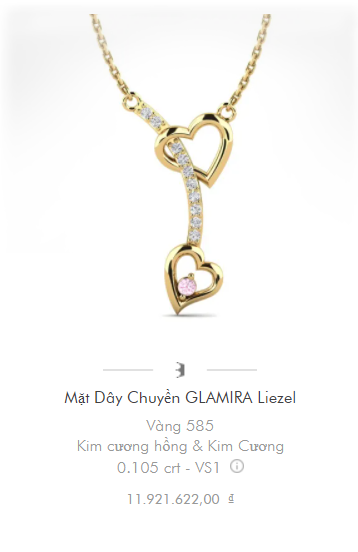 Mặt Dây Chuyền GLAMIRA Liezel
Vàng 585
Kim cương hồng & Kim Cương
0.105 crt - VS1
11.921.622,00 ₫